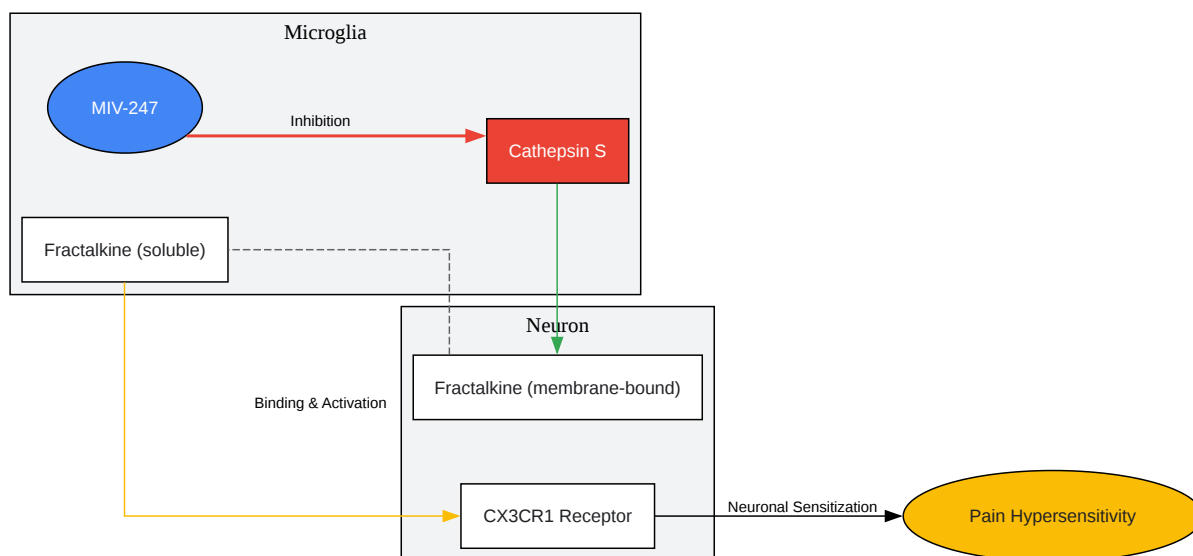 Microglia
MIV-247
Inhibition
Cathepsin S
Fractalkine (soluble)
Neuron
Fractalkine (membrane-bound)
Binding & Activation
CX3CR1 Receptor
Neuronal Sensitization
Pain Hypersensitivity